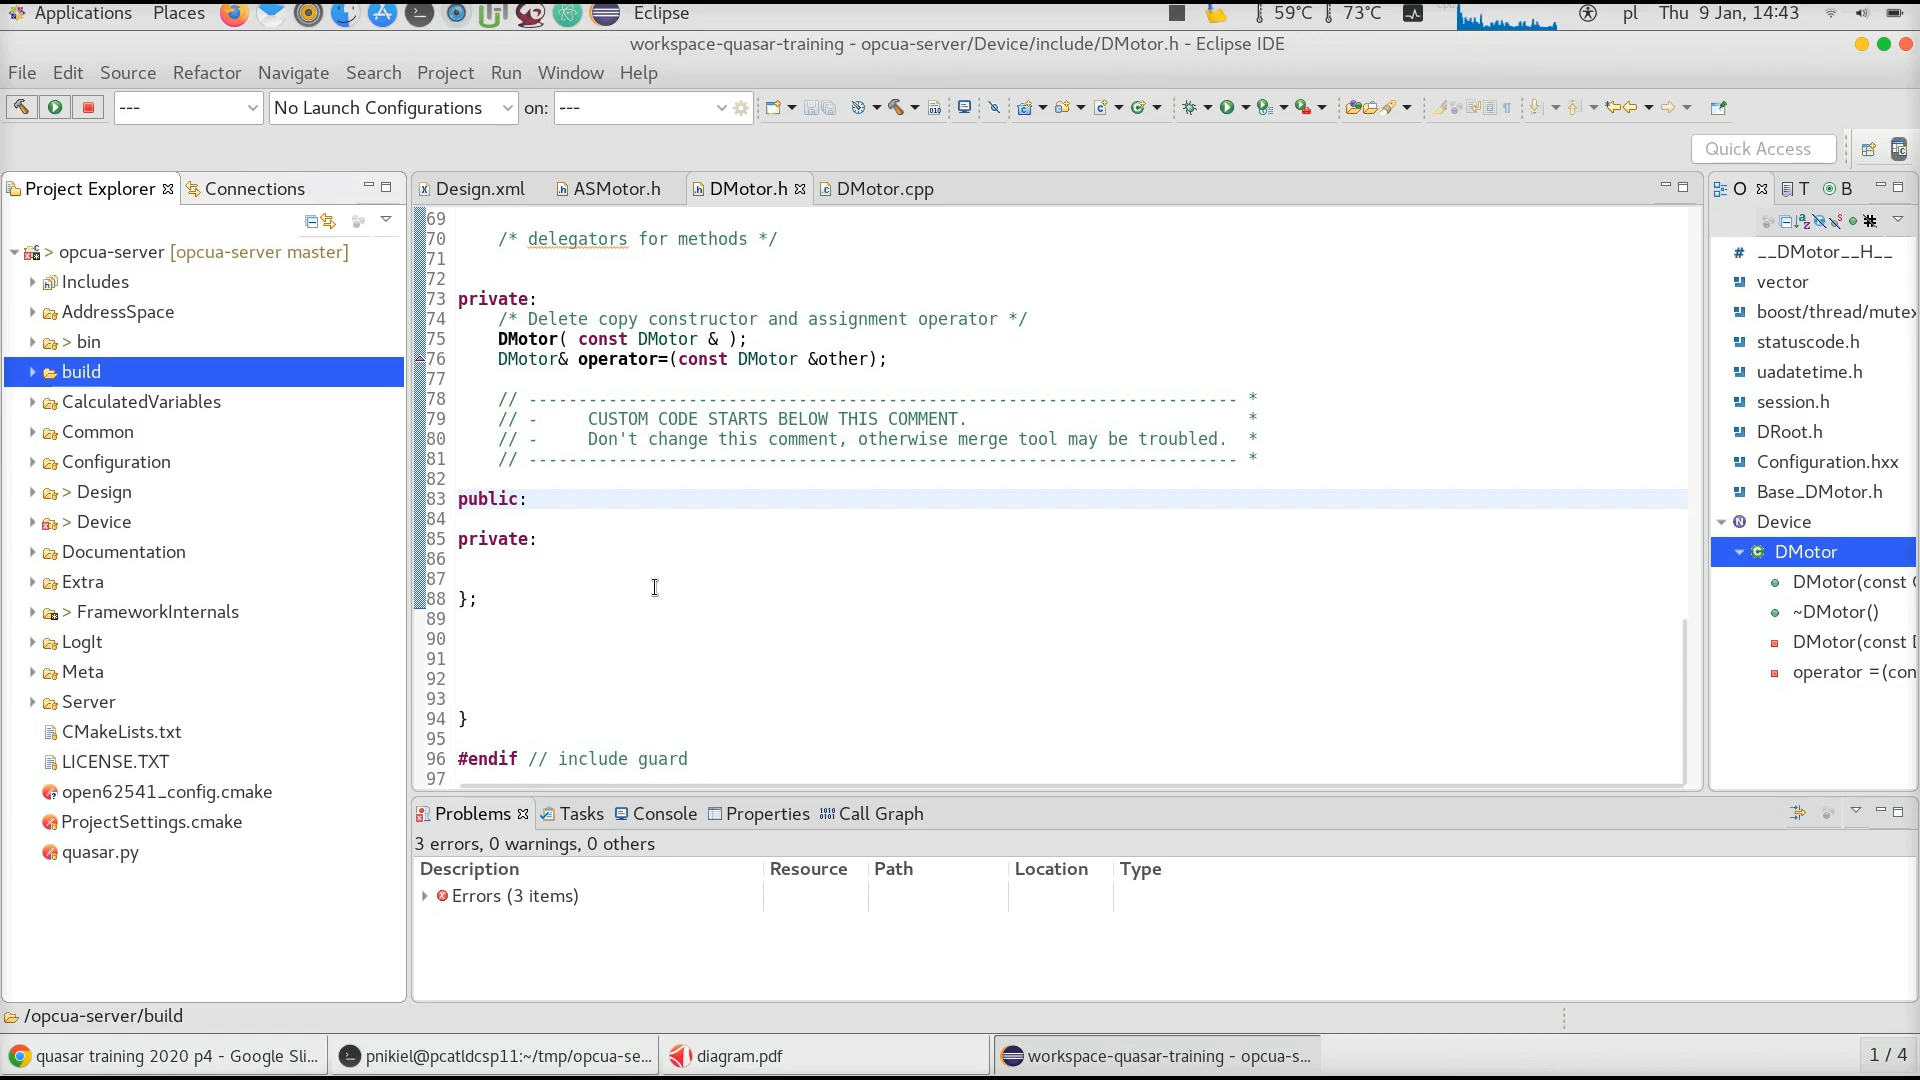 Applications Places Eclipse 59°C 73°C pl Thu 9 Jan, 14:43
workspace-quasar-training - opcua-server/Device/include/DMotor.h - Eclipse IDE
File Edit Source Refactor Navigate Search Project Run Window Help
--- No Launch Configurations on: ---
Quick Access
Project Explorer Connections
> opcua-server [opcua-server master]
Includes
AddressSpace
> bin
build
CalculatedVariables
Common
Configuration
> Design
> Device
Documentation
Extra
> FrameworkInternals
LogIt
Meta
Server
CMakeLists.txt
LICENSE.TXT
open62541_config.cmake
ProjectSettings.cmake
quasar.py
Design.xml ASMotor.h DMotor.h DMotor.cpp
69
70 /* delegators for methods */
71
72
73 private:
74 /* Delete copy constructor and assignment operator */
75 DMotor( const DMotor & );
76 DMotor& operator=(const DMotor &other);
77
78 // ----------------------------------------------------------------------- *
79 // - CUSTOM CODE STARTS BELOW THIS COMMENT. *
80 // - Don't change this comment, otherwise merge tool may be troubled. *
81 // ----------------------------------------------------------------------- *
82
83 public:
84
85 private:
86
87
88 };
89
90
91
92
93
94 }
95
96 #endif // include guard
97
O T B
__DMotor__H__
vector
boost/thread/mutex
statuscode.h
uadatetime.h
session.h
DRoot.h
Configuration.hxx
Base_DMotor.h
Device
DMotor
DMotor(const
~DMotor()
DMotor(const
operator =(con
Problems Tasks Console Properties Call Graph
3 errors, 0 warnings, 0 others
Description Resource Path Location Type
Errors (3 items)
/opcua-server/build
quasar training 2020 p4 - Google Sli... pnikiel@pcatldcsp11:~/tmp/opcua-se... diagram.pdf workspace-quasar-training - opcua-s... 1 / 4